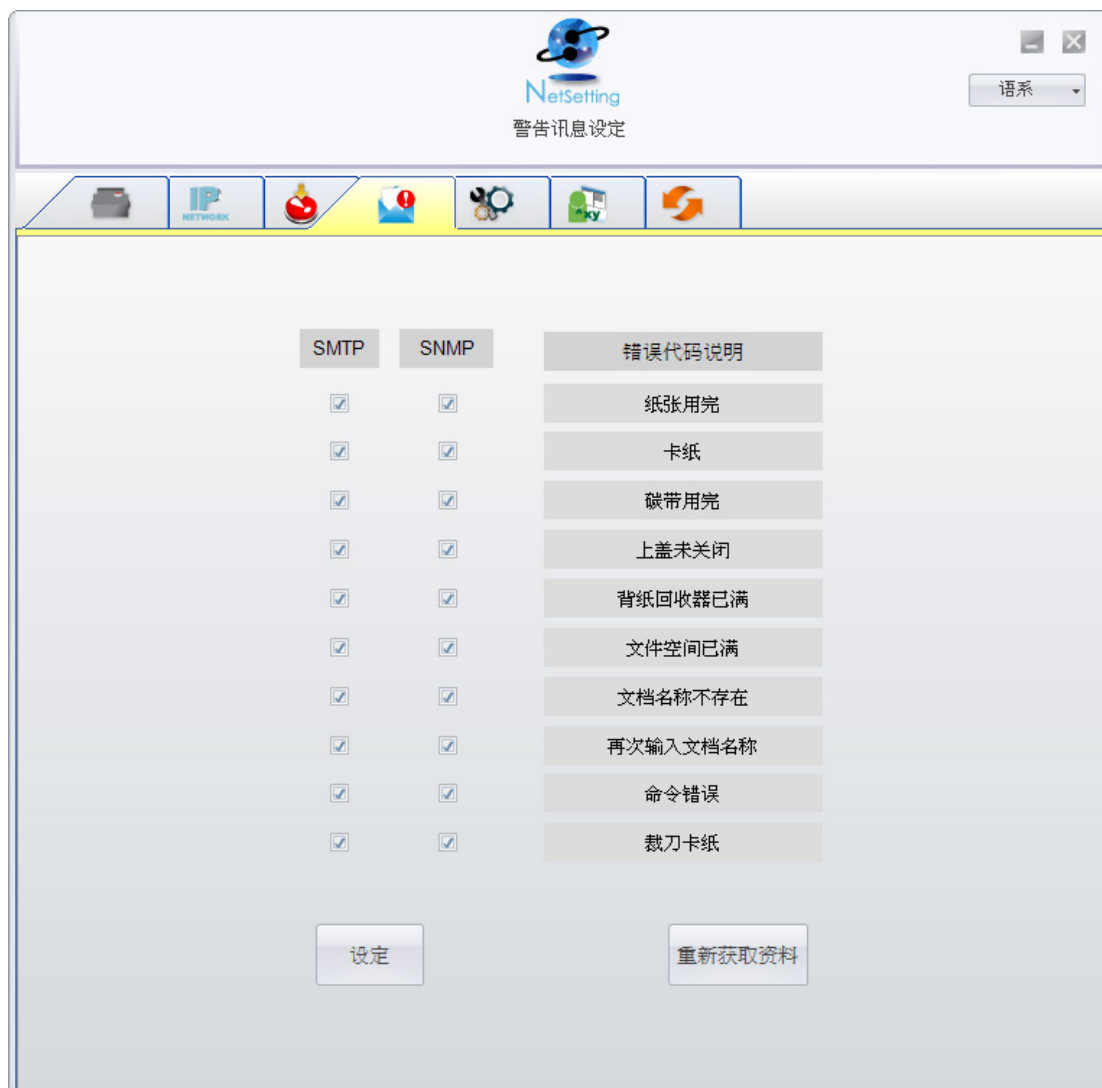 NetSetting
警告讯息设定
语系
IP
NETWORK
xy
SMTP SNMP 错误代码说明
纸张用完
卡纸
碳带用完
上盖未关闭
背纸回收器已满
文件空间已满
文档名称不存在
再次输入文档名称
命令错误
裁刀卡纸
设定 重新获取资料